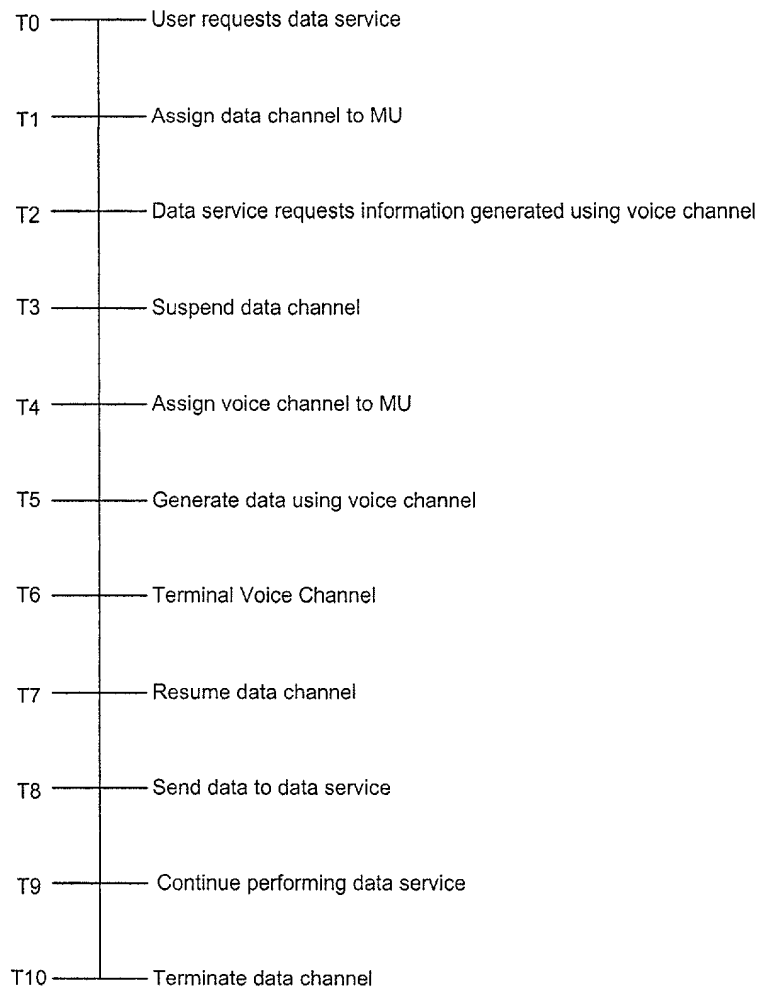 T0 User requests data service
T1 Assign data channel to MU
T2 Data service requests information generated using voice channel
T3 Suspend data channel
T4 Assign voice channel to MU
T5 Generate data using voice channel
T6 Terminal Voice Channel
T7 Resume data channel
T8 Send data to data service
T9 Continue performing data service
T10 Terminate data channel